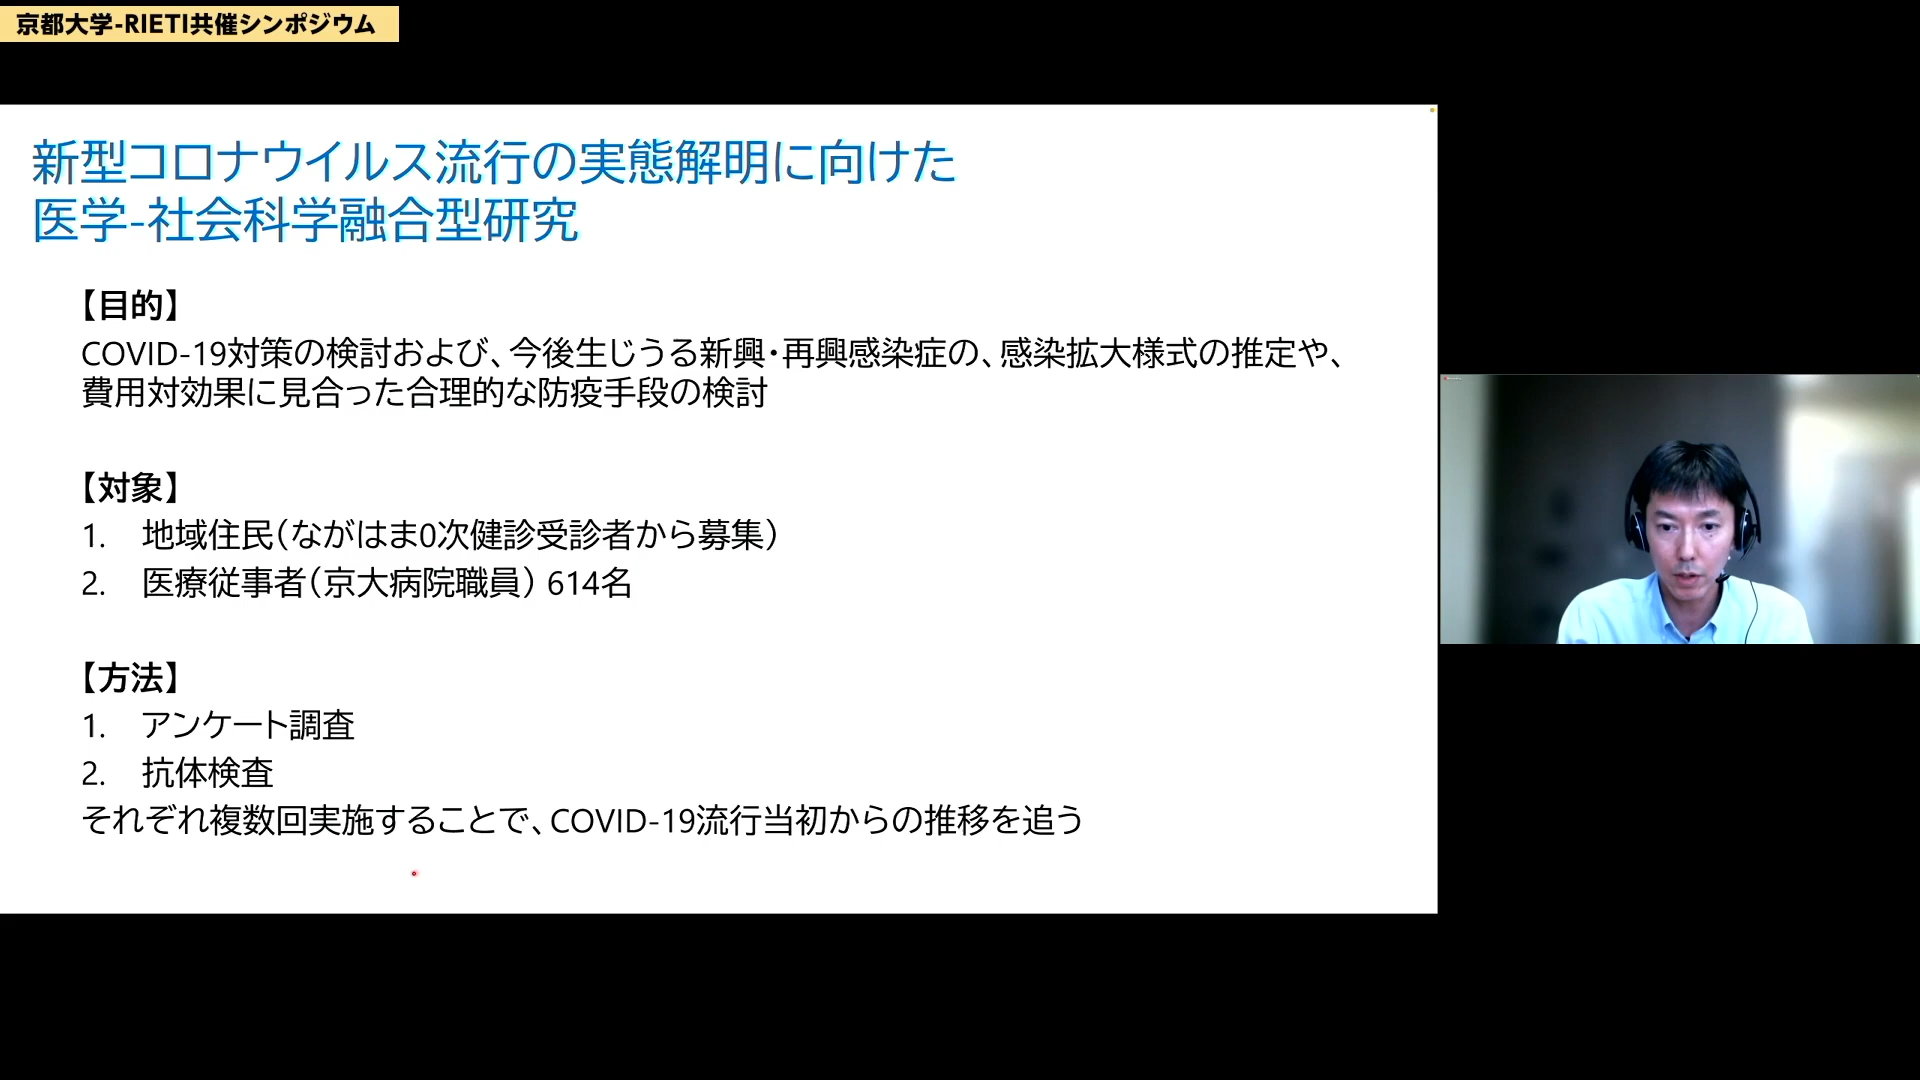 京都大学-RIETI共催シンポジウム
新型コロナウイルス流行の実態解明に向けた
医学-社会科学融合型研究
【目的】
COVID-19対策の検討および、今後生じうる新興・再興感染症の、感染拡大様式の推定や、
費用対効果に見合った合理的な防疫手段の検討
【対象】
1. 地域住民（ながはま0次健診受診者から募集）
2. 医療従事者（京大病院職員） 614名
【方法】
1. アンケート調査
2. 抗体検査
それぞれ複数回実施することで、COVID-19流行当初からの推移を追う